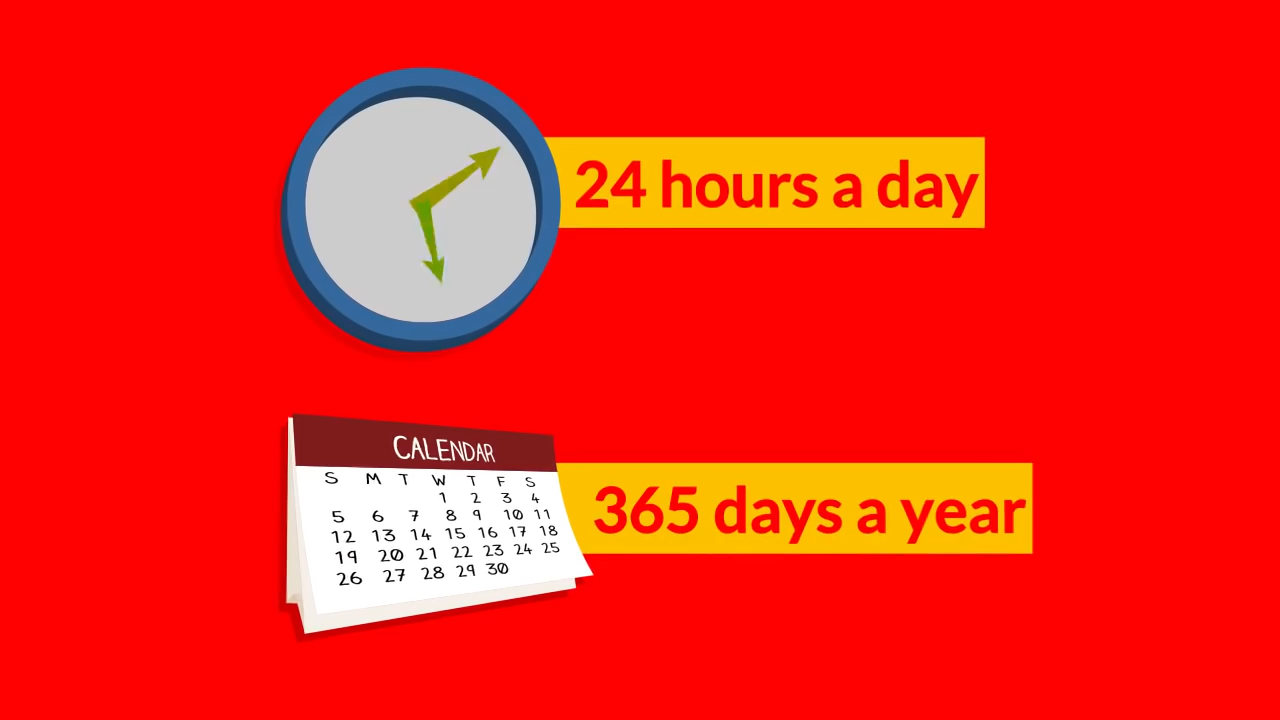 24 hours a day
CALENDAR
S M T W T F S
1 2 3 4
5 6 7 8 9 10 11
12 13 14 15 16 17 18
19 20 21 22 23 24 25
26 27 28 29 30
365 days a year